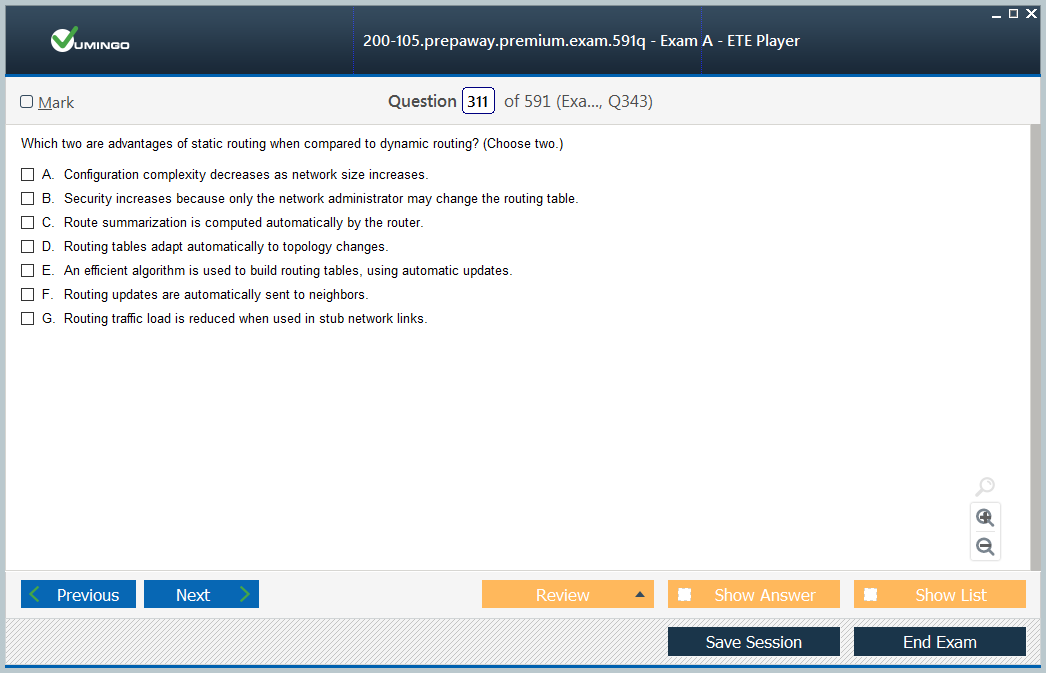 VUMINGO
200-105.prepaway.premium.exam.591q - Exam A - ETE Player
Mark
Question 311 of 591 (Exa..., Q343)
Which two are advantages of static routing when compared to dynamic routing? (Choose two.)
A. Configuration complexity decreases as network size increases.
B. Security increases because only the network administrator may change the routing table.
C. Route summarization is computed automatically by the router.
D. Routing tables adapt automatically to topology changes.
E. An efficient algorithm is used to build routing tables, using automatic updates.
F. Routing updates are automatically sent to neighbors.
G. Routing traffic load is reduced when used in stub network links.
Previous Next Review Show Answer Show List
Save Session End Exam